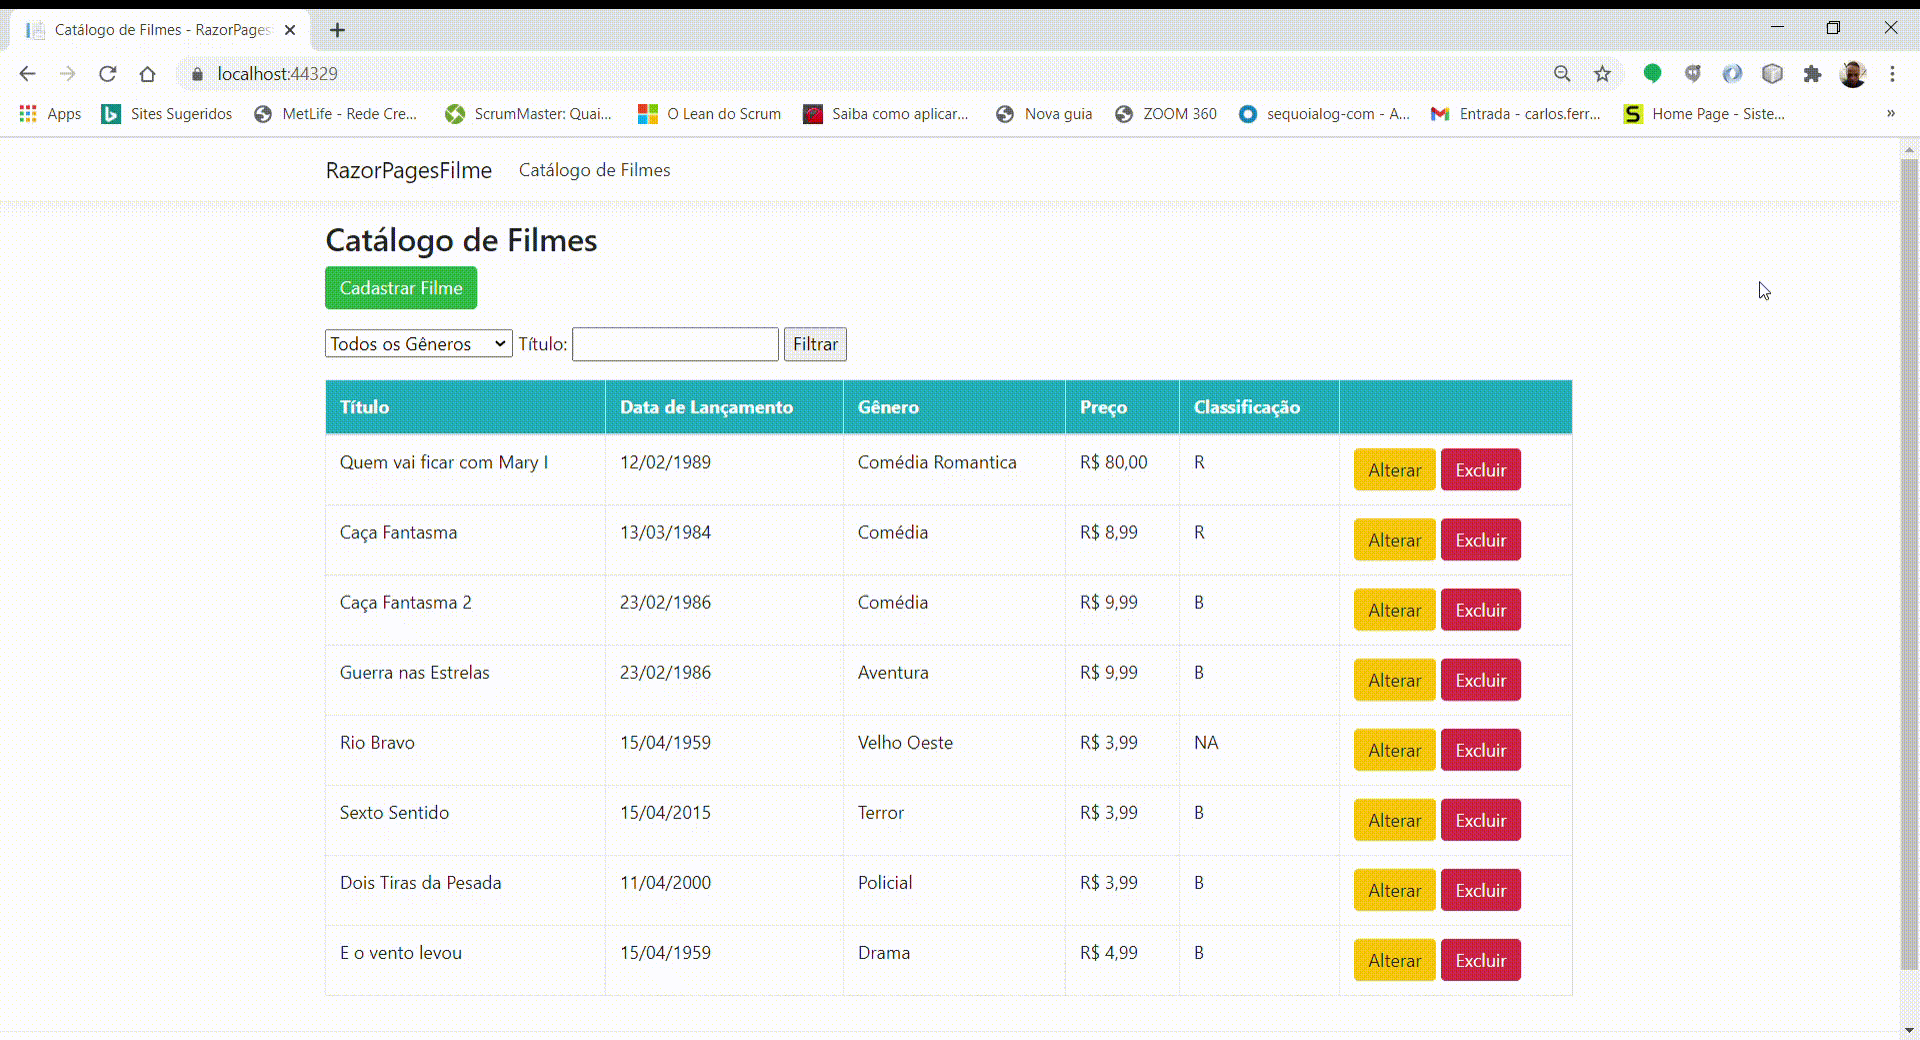 Catálogo de Filmes - RazorPages
localhost:44329
Apps Sites Sugeridos MetLife - Rede Cre... ScrumMaster: Quai... O Lean do Scrum Saiba como aplicar... Nova guia ZOOM 360 sequoialog-com - A... Entrada - carlos.ferr... S Home Page - Siste... »
RazorPagesFilme Catálogo de Filmes
Catálogo de Filmes
Cadastrar Filme
Todos os Gêneros Título: Filtrar
Título Data de Lançamento Gênero Preço Classificação
Quem vai ficar com Mary I 12/02/1989 Comédia Romantica R$ 80,00 R Alterar Excluir
Caça Fantasma 13/03/1984 Comédia R$ 8,99 R Alterar Excluir
Caça Fantasma 2 23/02/1986 Comédia R$ 9,99 B Alterar Excluir
Guerra nas Estrelas 23/02/1986 Aventura R$ 9,99 B Alterar Excluir
Rio Bravo 15/04/1959 Velho Oeste R$ 3,99 NA Alterar Excluir
Sexto Sentido 15/04/2015 Terror R$ 3,99 B Alterar Excluir
Dois Tiras da Pesada 11/04/2000 Policial R$ 3,99 B Alterar Excluir
E o vento levou 15/04/1959 Drama R$ 4,99 B Alterar Excluir